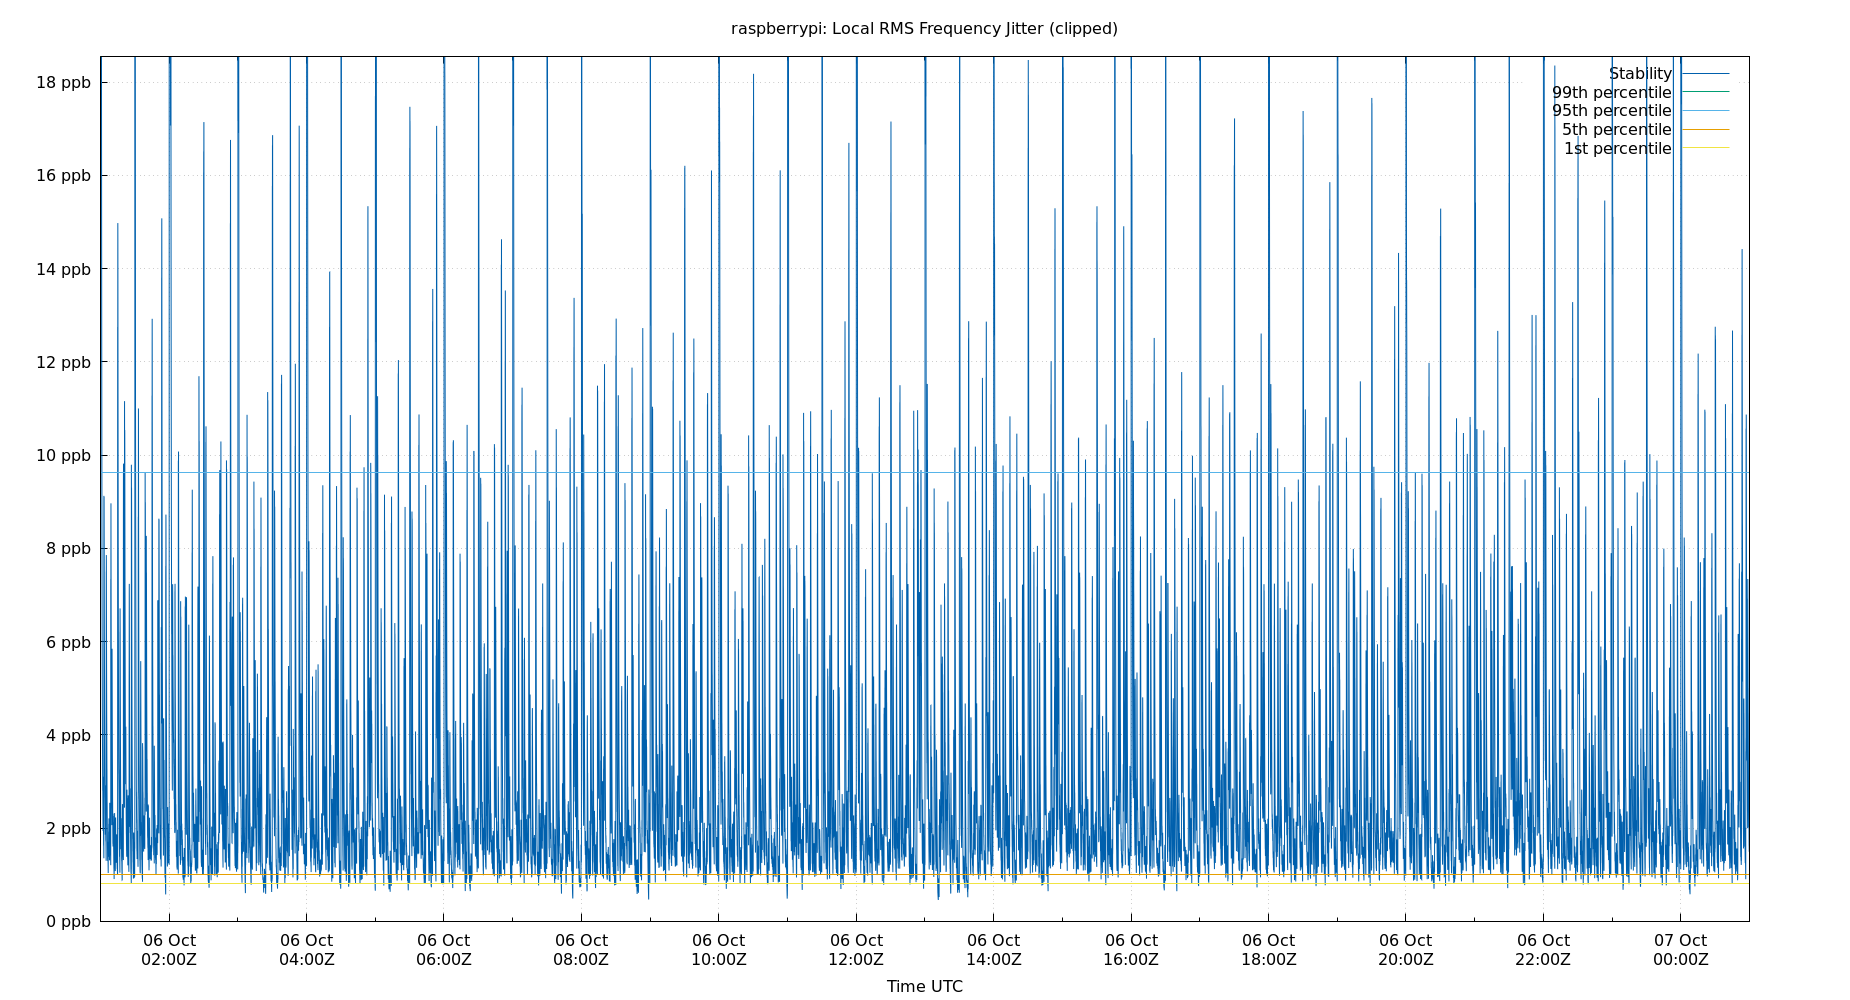 raspberrypi: Local RMS Frequency Jitter (clipped)
18 ppb
16 ppb
14 ppb
12 ppb
10 ppb
8 ppb
6 ppb
4 ppb
2 ppb
0 ppb
Stability
99th percentile
95th percentile
5th percentile
1st percentile
06 Oct 06 Oct 06 Oct 06 Oct 06 Oct 06 Oct 06 Oct 06 Oct 06 Oct 06 Oct 06 Oct 07 Oct
02:00Z 04:00Z 06:00Z 08:00Z 10:00Z 12:00Z 14:00Z 16:00Z 18:00Z 20:00Z 22:00Z 00:00Z
Time UTC